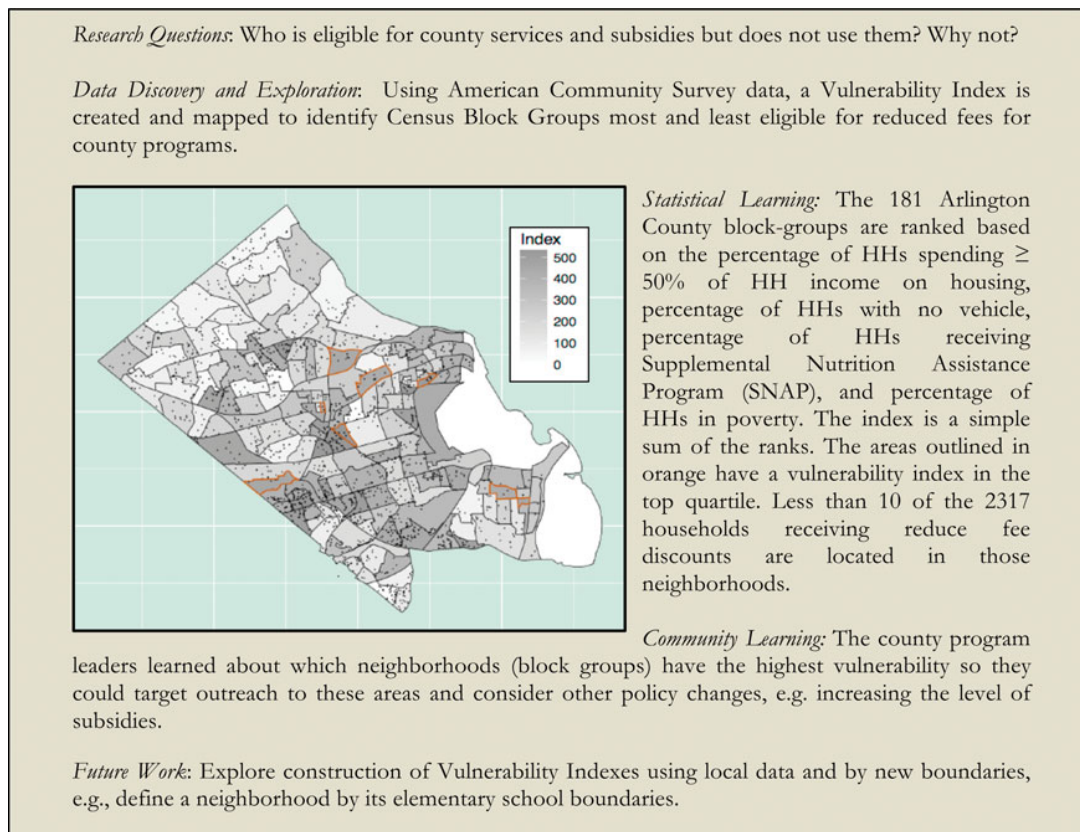 Research Questions: Who is eligible for county services and subsidies but does not use them? Why not?
Data Discovery and Exploration: Using American Community Survey data, a Vulnerability Index is
created and mapped to identify Census Block Groups most and least eligible for reduced fees for
county programs.
Index
500
400
300
200
100
0
Statistical Learning: The 181 Arlington
County block-groups are ranked based
on the percentage of HHs spending ≥
50% of HH income on housing,
percentage of HHs with no vehicle,
percentage of HHs receiving
Supplemental Nutrition Assistance
Program (SNAP), and percentage of
HHs in poverty. The index is a simple
sum of the ranks. The areas outlined in
orange have a vulnerability index in the
top quartile. Less than 10 of the 2317
households receiving reduce fee
discounts are located in those
neighborhoods.
Community Learning: The county program
leaders learned about which neighborhoods (block groups) have the highest vulnerability so they
could target outreach to these areas and consider other policy changes, e.g. increasing the level of
subsidies.
Future Work: Explore construction of Vulnerability Indexes using local data and by new boundaries,
e.g., define a neighborhood by its elementary school boundaries.